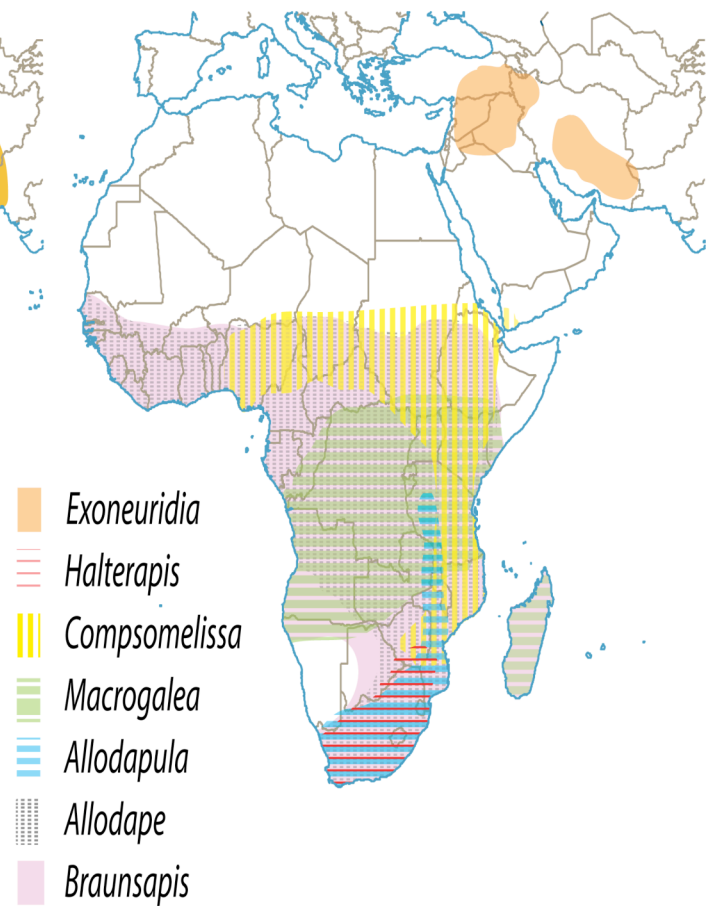 Exoneuridia
Halterapis
Compsomelissa
Macrogalea
Allodapula
Allodape
Braunsapis